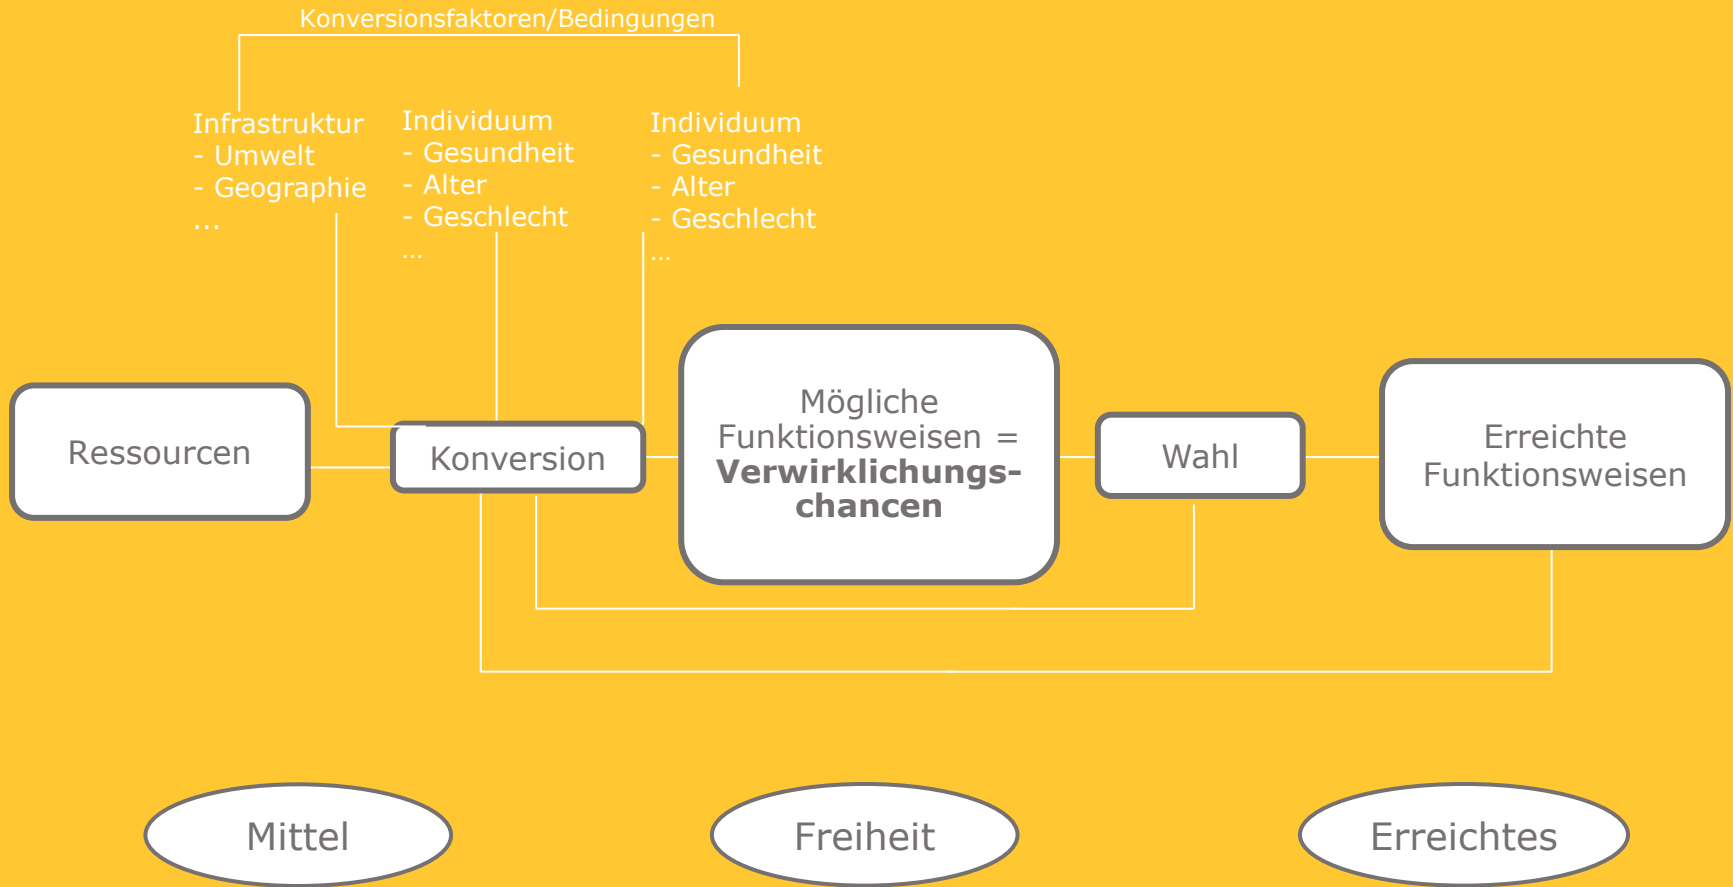 Konversionsfaktoren/Bedingungen
Infrastruktur
- Umwelt
- Geographie
...
Individuum
- Gesundheit
- Alter
- Geschlecht
...
Individuum
- Gesundheit
- Alter
- Geschlecht
...
Ressourcen
Konversion
Mögliche
Funktionsweisen =
Verwirklichungs-
chancen
Wahl
Erreichte
Funktionsweisen
Mittel
Freiheit
Erreichtes